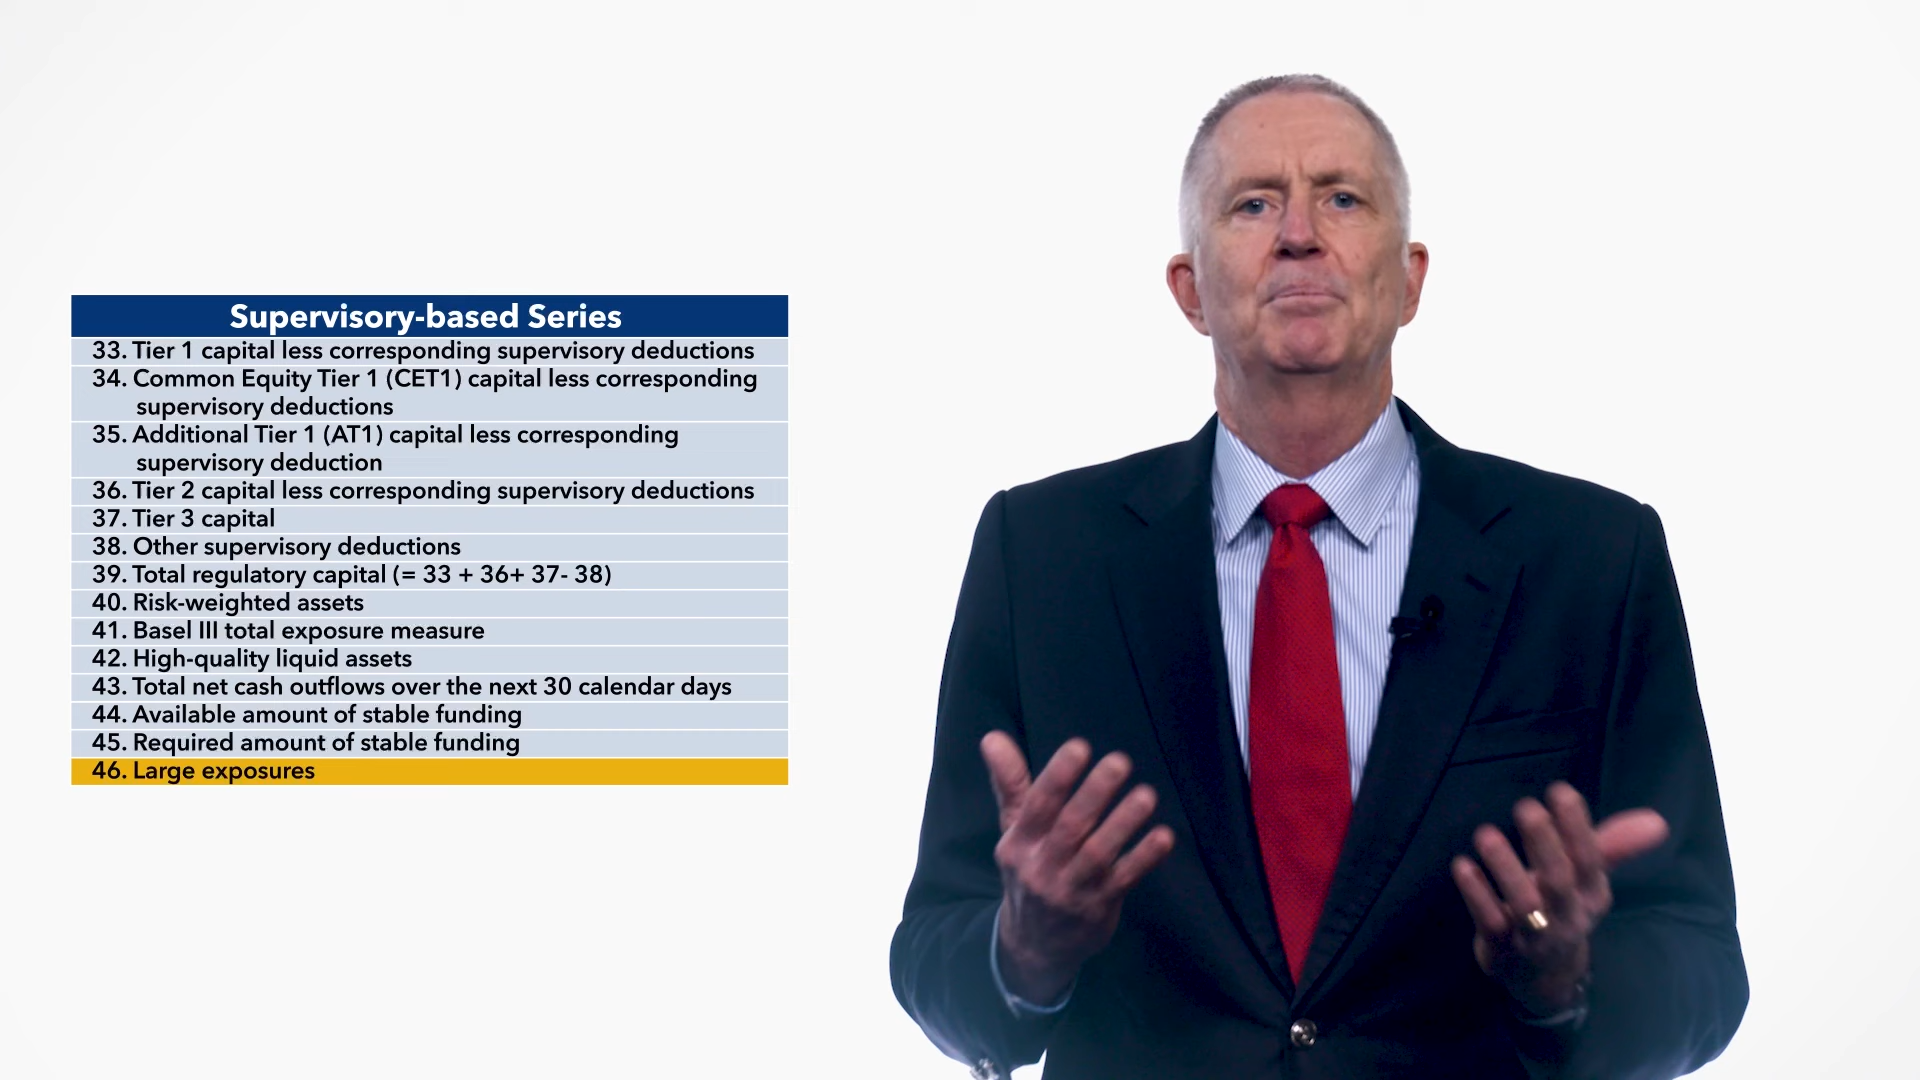 Supervisory-based Series
33. Tier 1 capital less corresponding supervisory deductions
34. Common Equity Tier 1 (CET1) capital less corresponding
supervisory deductions
35. Additional Tier 1 (AT1) capital less corresponding
supervisory deduction
36. Tier 2 capital less corresponding supervisory deductions
37. Tier 3 capital
38. Other supervisory deductions
39. Total regulatory capital (= 33 + 36+ 37- 38)
40. Risk-weighted assets
41. Basel III total exposure measure
42. High-quality liquid assets
43. Total net cash outflows over the next 30 calendar days
44. Available amount of stable funding
45. Required amount of stable funding
46. Large exposures